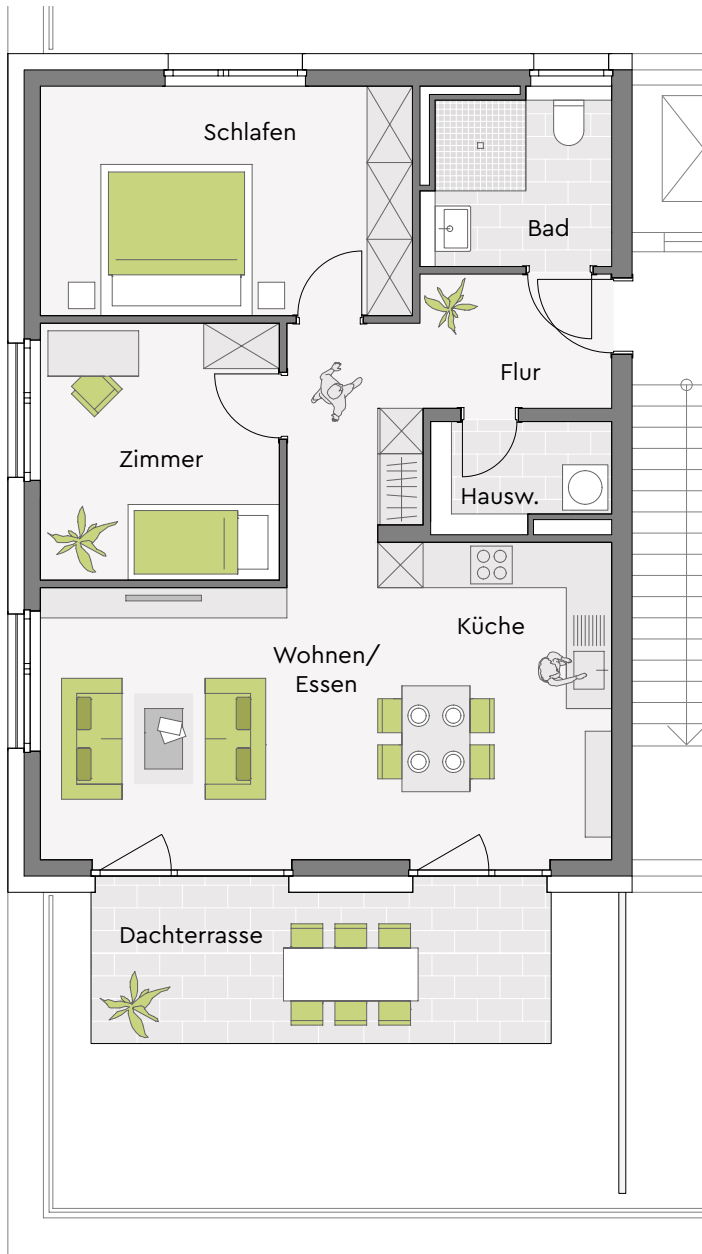 Schlafen
Bad
Flur
Zimmer
Hausw.
Küche
Wohnen/
Essen
Dachterrasse